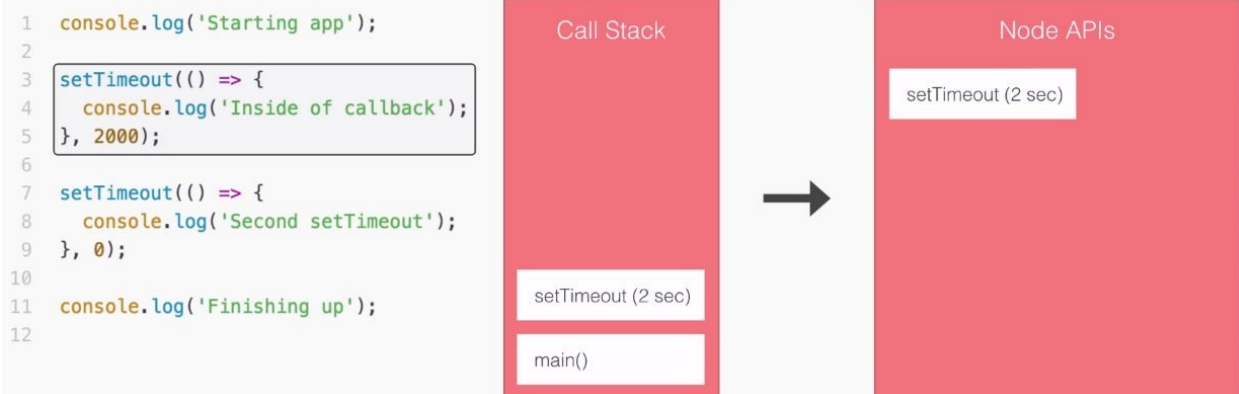 1 console.log('Starting app');
2
3 setTimeout(() => {
4 console.log('Inside of callback');
5 }, 2000);
6
7 setTimeout(() => {
8 console.log('Second setTimeout');
9 }, 0);
10
11 console.log('Finishing up');
12
Call Stack
setTimeout (2 sec)
main()
Node APIs
setTimeout (2 sec)